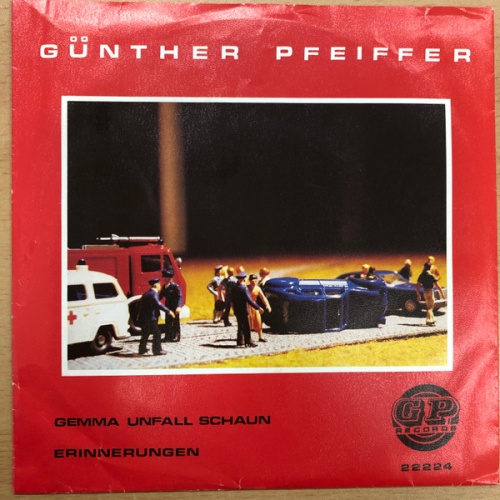 GÜNTHER PFEIFFER
GEMMA UNFALL SCHAUN
ERINNERUNGEN
GP
RECORDS
22224